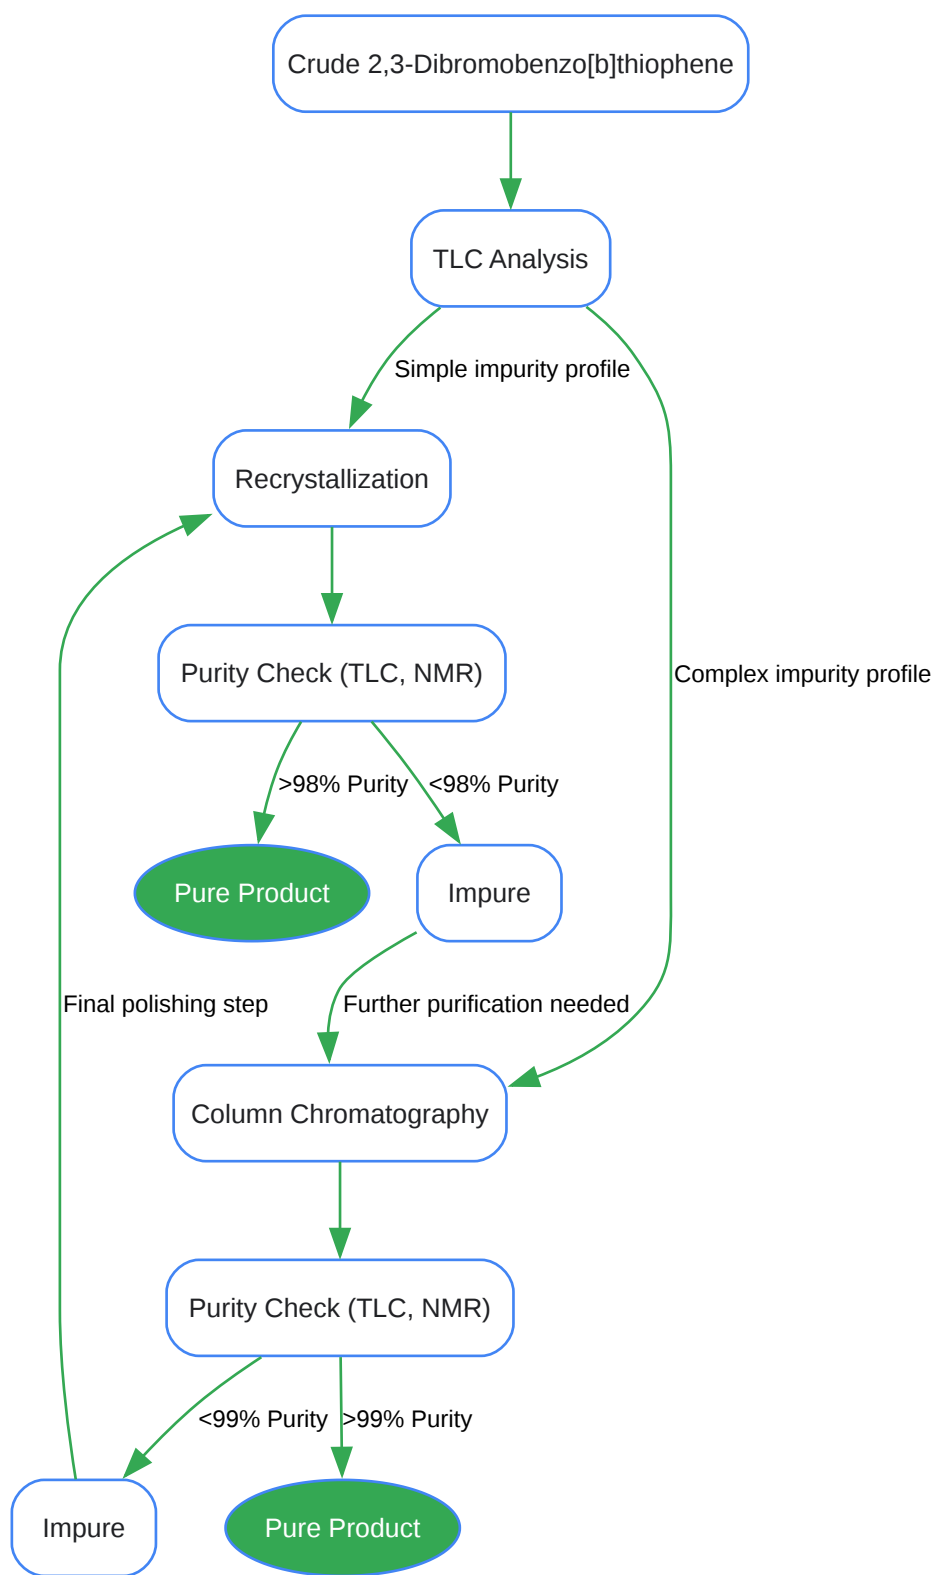 Crude 2,3-Dibromobenzo[b]thiophene
TLC Analysis
Simple impurity profile
Recrystallization
Purity Check (TLC, NMR)
Complex impurity profile
>98% Purity
<98% Purity
Pure Product
Impure
Final polishing step
Further purification needed
Column Chromatography
Purity Check (TLC, NMR)
<99% Purity
>99% Purity
Impure
Pure Product